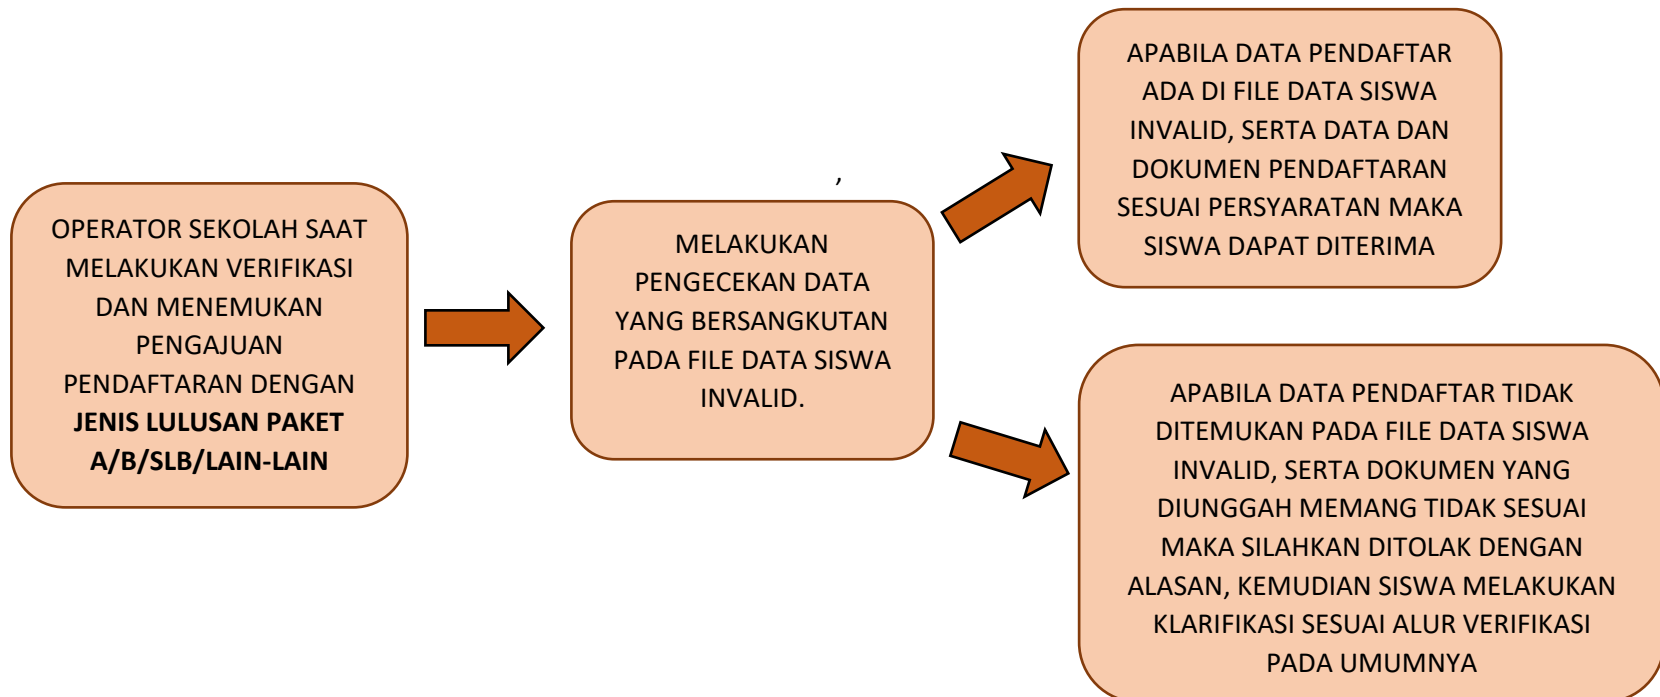 OPERATOR SEKOLAH SAAT
MELAKUKAN VERIFIKASI
DAN MENEMUKAN
PENGAJUAN
PENDAFTARAN DENGAN
JENIS LULUSAN PAKET
A/B/SLB/LAIN-LAIN
,
MELAKUKAN
PENGECEKAN DATA
YANG BERSANGKUTAN
PADA FILE DATA SISWA
INVALID.
APABILA DATA PENDAFTAR
ADA DI FILE DATA SISWA
INVALID, SERTA DATA DAN
DOKUMEN PENDAFTARAN
SESUAI PERSYARATAN MAKA
SISWA DAPAT DITERIMA
APABILA DATA PENDAFTAR TIDAK
DITEMUKAN PADA FILE DATA SISWA
INVALID, SERTA DOKUMEN YANG
DIUNGGAH MEMANG TIDAK SESUAI
MAKA SILAHKAN DITOLAK DENGAN
ALASAN, KEMUDIAN SISWA MELAKUKAN
KLARIFIKASI SESUAI ALUR VERIFIKASI
PADA UMUMNYA